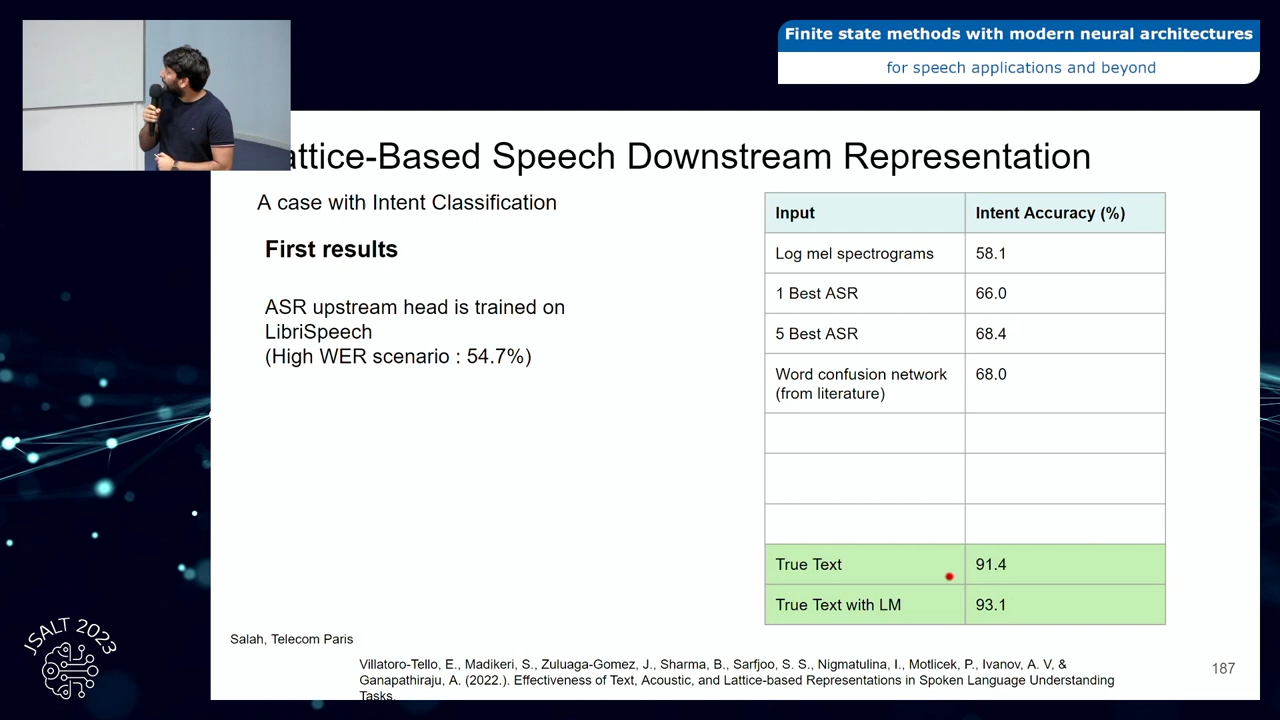 Finite state methods with modern neural architectures
for speech applications and beyond
attice-Based Speech Downstream Representation
A case with Intent Classification
First results
ASR upstream head is trained on
LibriSpeech
(High WER scenario : 54.7%)
Input Intent Accuracy (%)
Log mel spectrograms 58.1
1 Best ASR 66.0
5 Best ASR 68.4
Word confusion network 68.0
(from literature)
True Text 91.4
True Text with LM 93.1
Salah, Telecom Paris
Villatoro-Tello, E., Madikeri, S., Zuluaga-Gomez, J., Sharma, B., Sarfjoo, S. S., Nigmatulina, I., Motlicek, P., Ivanov, A. V., &
Ganapathiraju, A. (2022.). Effectiveness of Text, Acoustic, and Lattice-based Representations in Spoken Language Understanding
Tasks.
187
JSALT 2023